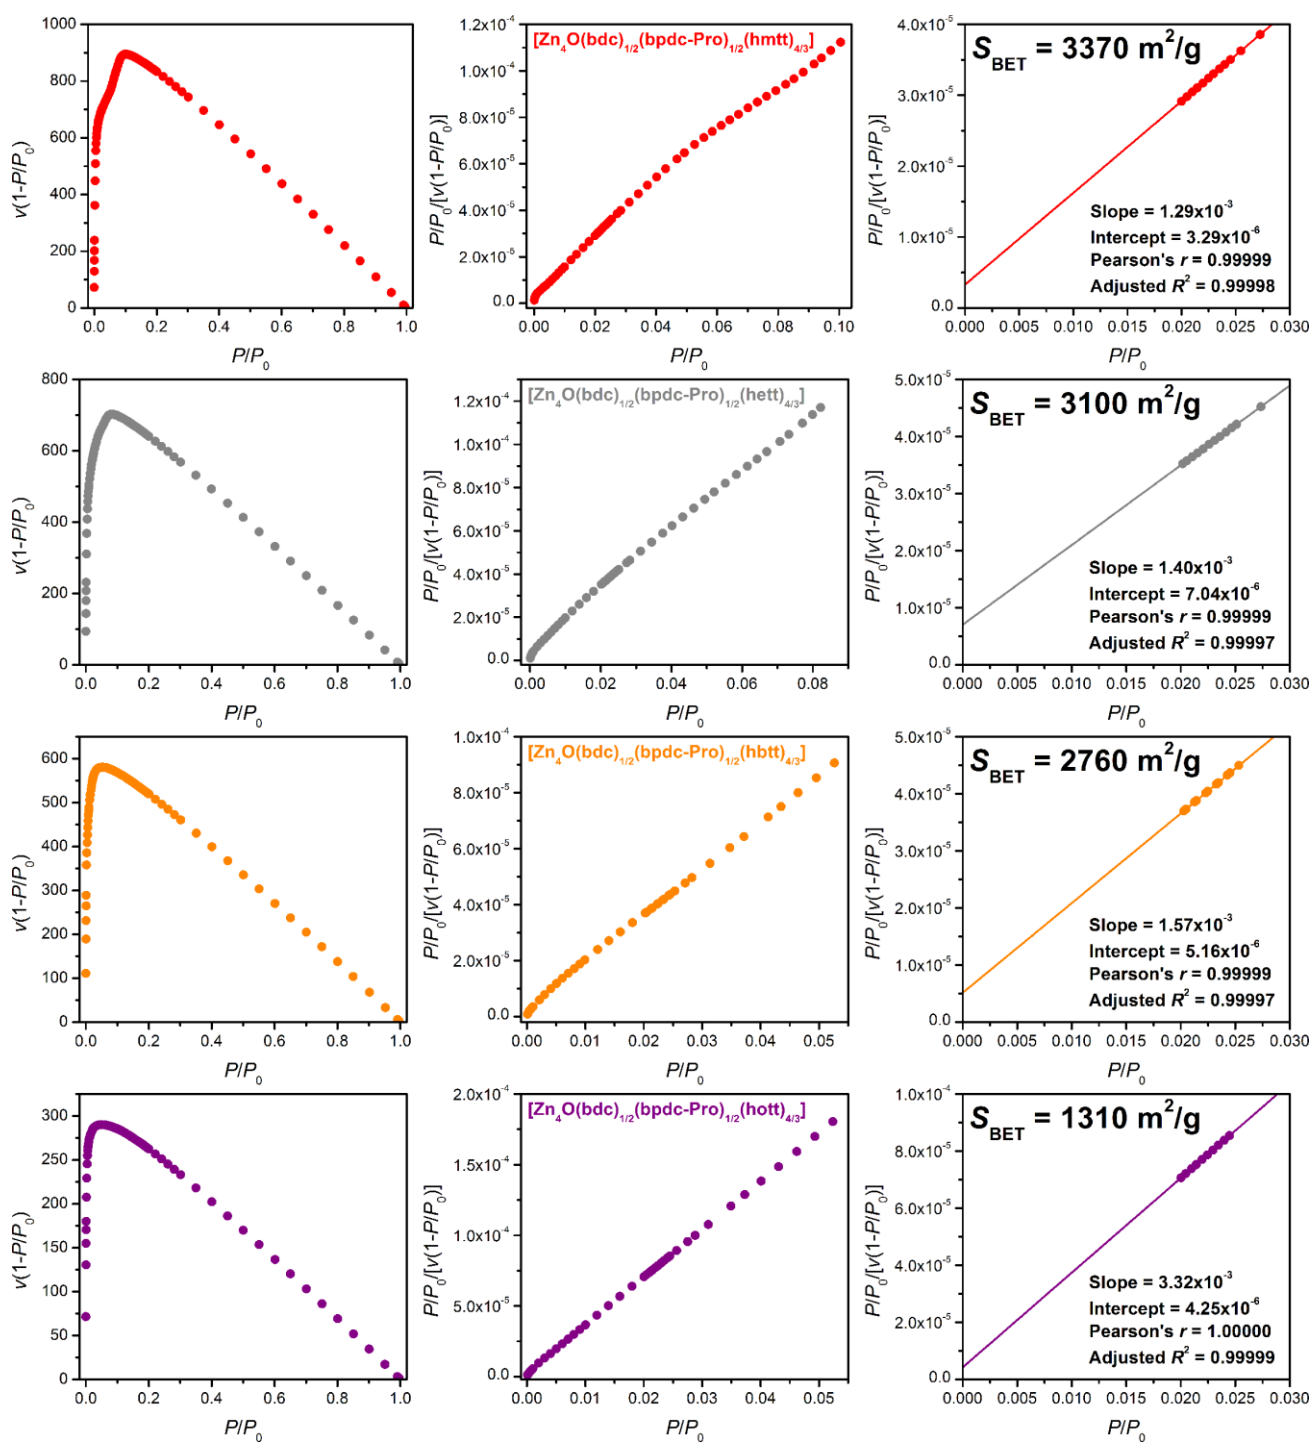 1000
800
600
400
200
0
0.0 0.2 0.4 0.6 0.8 1.0
v(1-P/P₀)
P/P₀
[Zn₄O(bdc)₁/₂(bpdc-Pro)₁/₂(hmtt)₄/₃]
1.2x10⁻⁴
1.0x10⁻⁴
8.0x10⁻⁵
6.0x10⁻⁵
4.0x10⁻⁵
2.0x10⁻⁵
0.0
0.00 0.02 0.04 0.06 0.08 0.10
P/P₀/[v(1-P/P₀)]
P/P₀
S_BET = 3370 m²/g
4.0x10⁻⁵
3.0x10⁻⁵
2.0x10⁻⁵
1.0x10⁻⁵
0.0
Slope = 1.29x10⁻³
Intercept = 3.29x10⁻⁶
Pearson's r = 0.99999
Adjusted R² = 0.99998
0.000 0.005 0.010 0.015 0.020 0.025 0.030
P/P₀/[v(1-P/P₀)]
P/P₀
800
600
400
200
0
0.0 0.2 0.4 0.6 0.8 1.0
v(1-P/P₀)
P/P₀
[Zn₄O(bdc)₁/₂(bpdc-Pro)₁/₂(hett)₄/₃]
1.2x10⁻⁴
1.0x10⁻⁴
8.0x10⁻⁵
6.0x10⁻⁵
4.0x10⁻⁵
2.0x10⁻⁵
0.0
0.00 0.02 0.04 0.06 0.08
P/P₀/[v(1-P/P₀)]
P/P₀
S_BET = 3100 m²/g
5.0x10⁻⁵
4.0x10⁻⁵
3.0x10⁻⁵
2.0x10⁻⁵
1.0x10⁻⁵
0.0
Slope = 1.40x10⁻³
Intercept = 7.04x10⁻⁶
Pearson's r = 0.99999
Adjusted R² = 0.99997
0.000 0.005 0.010 0.015 0.020 0.025 0.030
P/P₀/[v(1-P/P₀)]
P/P₀
600
500
400
300
200
100
0
0.0 0.2 0.4 0.6 0.8 1.0
v(1-P/P₀)
P/P₀
[Zn₄O(bdc)₁/₂(bpdc-Pro)₁/₂(hbtt)₄/₃]
1.0x10⁻⁴
8.0x10⁻⁵
6.0x10⁻⁵
4.0x10⁻⁵
2.0x10⁻⁵
0.0
0.00 0.01 0.02 0.03 0.04 0.05
P/P₀/[v(1-P/P₀)]
P/P₀
S_BET = 2760 m²/g
5.0x10⁻⁵
4.0x10⁻⁵
3.0x10⁻⁵
2.0x10⁻⁵
1.0x10⁻⁵
0.0
Slope = 1.57x10⁻³
Intercept = 5.16x10⁻⁶
Pearson's r = 0.99999
Adjusted R² = 0.99997
0.000 0.005 0.010 0.015 0.020 0.025 0.030
P/P₀/[v(1-P/P₀)]
P/P₀
300
250
200
150
100
50
0
0.0 0.2 0.4 0.6 0.8 1.0
v(1-P/P₀)
P/P₀
[Zn₄O(bdc)₁/₂(bpdc-Pro)₁/₂(hott)₄/₃]
2.0x10⁻⁴
1.5x10⁻⁴
1.0x10⁻⁴
5.0x10⁻⁵
0.0
0.00 0.01 0.02 0.03 0.04 0.05
P/P₀/[v(1-P/P₀)]
P/P₀
S_BET = 1310 m²/g
1.0x10⁻⁴
8.0x10⁻⁵
6.0x10⁻⁵
4.0x10⁻⁵
2.0x10⁻⁵
0.0
Slope = 3.32x10⁻³
Intercept = 4.25x10⁻⁶
Pearson's r = 1.00000
Adjusted R² = 0.99999
0.000 0.005 0.010 0.015 0.020 0.025 0.030
P/P₀/[v(1-P/P₀)]
P/P₀